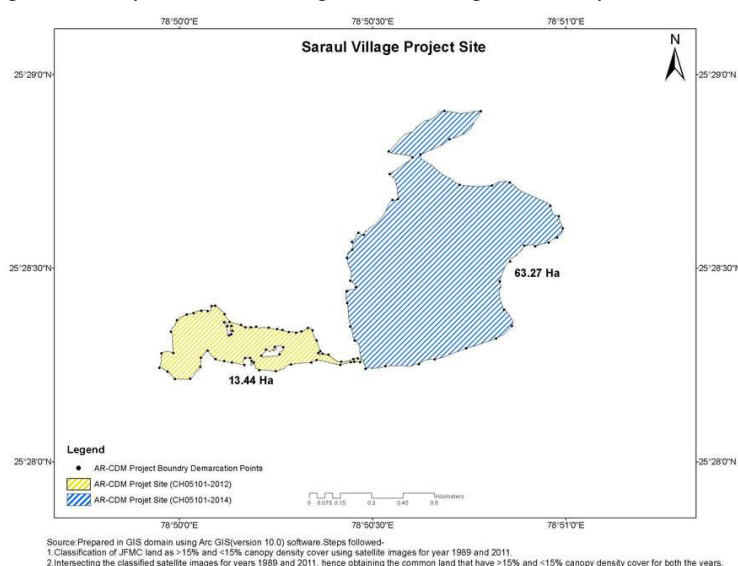 78°50'0"E 78°50'30"E 78°51'0"E
Saraul Village Project Site
N
25°29'0"N 25°29'0"N
25°28'30"N 25°28'30"N
63.27 Ha
13.44 Ha
Legend
AR-CDM Project Boundry Demarcation Points
AR-CDM Projet Site (CH05101-2012)
AR-CDM Projet Site (CH05101-2014)
0 0.075 0.15 0.3 0.45 0.6 Kilometers
25°28'0"N 25°28'0"N
78°50'0"E 78°50'30"E 78°51'0"E
Source:Prepared in GIS domain using Arc GIS(version 10.0) software.Steps followed-
1.Classification of JFMC land as >15% and <15% canopy density cover using satellite images for year 1989 and 2011.
2.Intersecting the classified satellite images for years 1989 and 2011, hence obtaining the common land that have >15% and <15% canopy density cover for both the years.